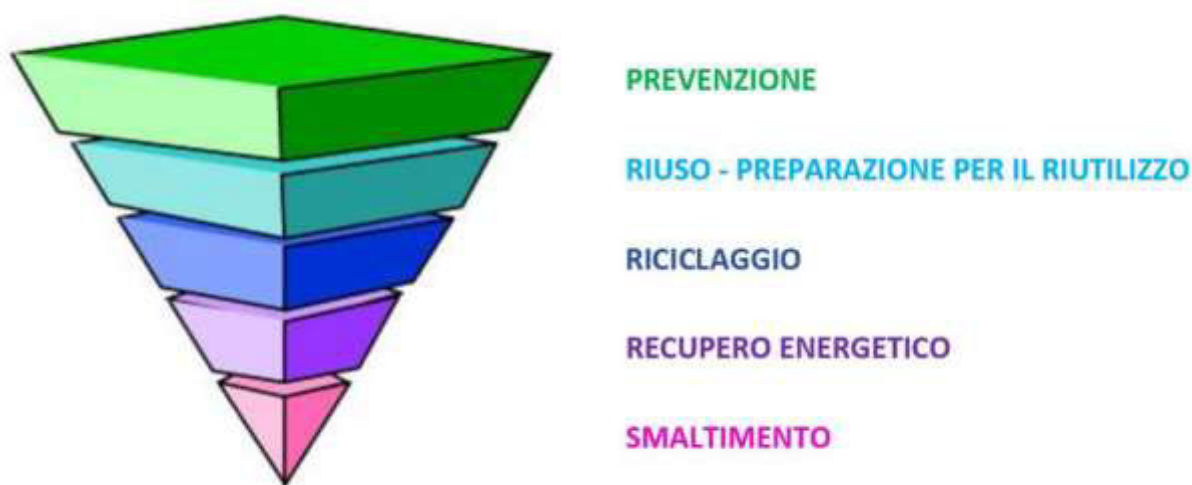 PREVENZIONE
RIUSO - PREPARAZIONE PER IL RIUTILIZZO
RICICLAGGIO
RECUPERO ENERGETICO
SMALTIMENTO